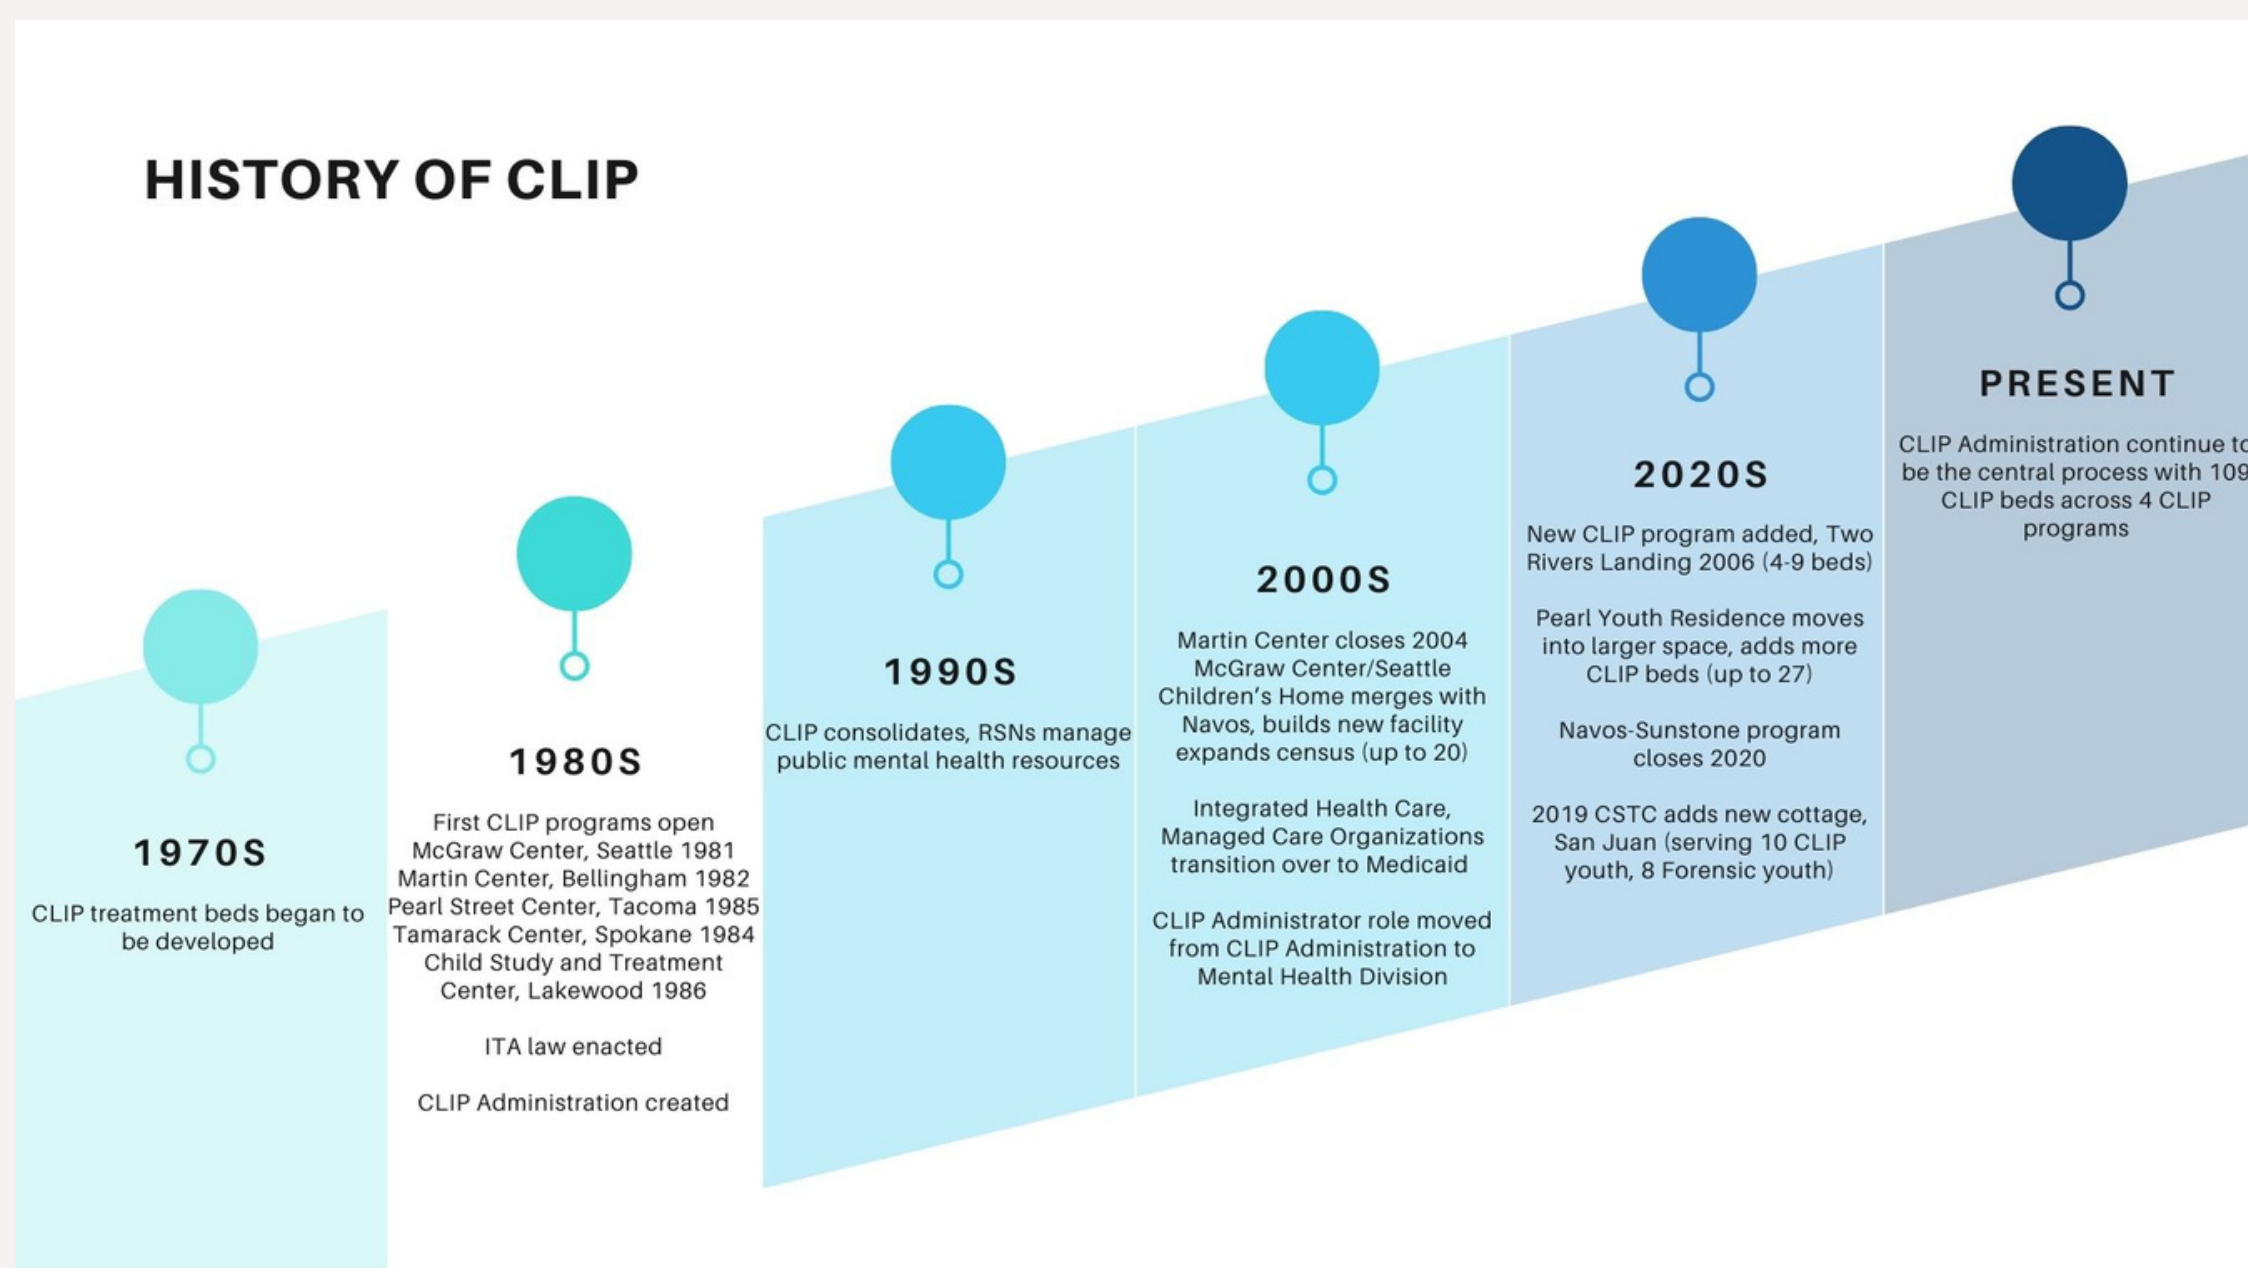 HISTORY OF CLIP
1970S
CLIP treatment beds began to
be developed
1980S
First CLIP programs open
McGraw Center, Seattle 1981
Martin Center, Bellingham 1982
Pearl Street Center, Tacoma 1985
Tamarack Center, Spokane 1984
Child Study and Treatment
Center, Lakewood 1986
ITA law enacted
CLIP Administration created
1990S
CLIP consolidates, RSNs manage
public mental health resources
2000S
Martin Center closes 2004
McGraw Center/Seattle
Children's Home merges with
Navos, builds new facility
expands census (up to 20)
Integrated Health Care,
Managed Care Organizations
transition over to Medicaid
CLIP Administrator role moved
from CLIP Administration to
Mental Health Division
2020S
New CLIP program added, Two
Rivers Landing 2006 (4-9 beds)
Pearl Youth Residence moves
into larger space, adds more
CLIP beds (up to 27)
Navos-Sunstone program
closes 2020
2019 CSTC adds new cottage,
San Juan (serving 10 CLIP
youth, 8 Forensic youth)
PRESENT
CLIP Administration continue to
be the central process with 109
CLIP beds across 4 CLIP
programs